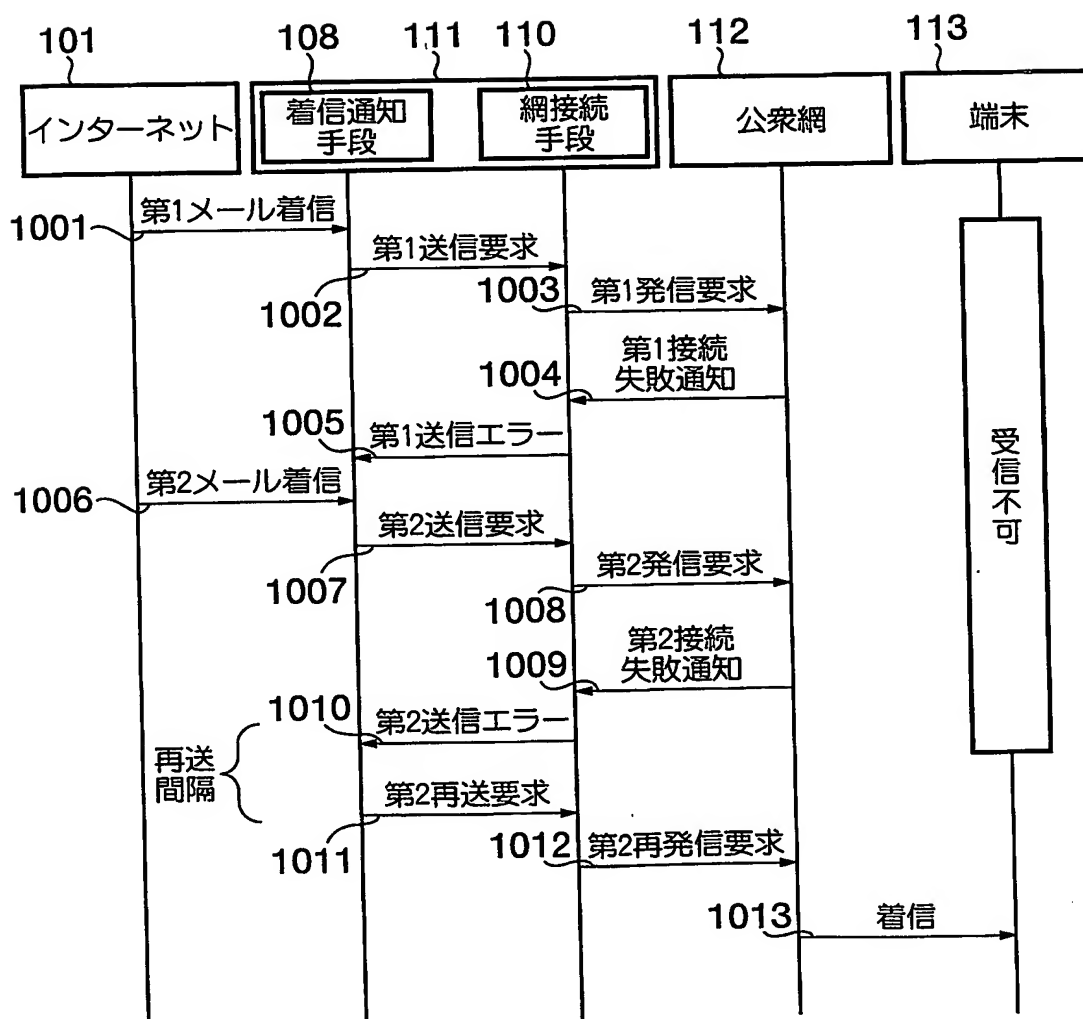 101
108
111
110
112
113
インターネット
着信通知
手段
網接続
手段
公衆網
端末
第1メール着信
1001
第1送信要求
1002
1003
第1発信要求
第1接続
失敗通知
1004
1005
第1送信エラー
第2メール着信
1006
第2送信要求
1007
第2発信要求
1008
第2接続
失敗通知
1009
1010
第2送信エラー
再送
間隔
第2再送要求
1011
1012
第2再発信要求
1013
着信
受信不可